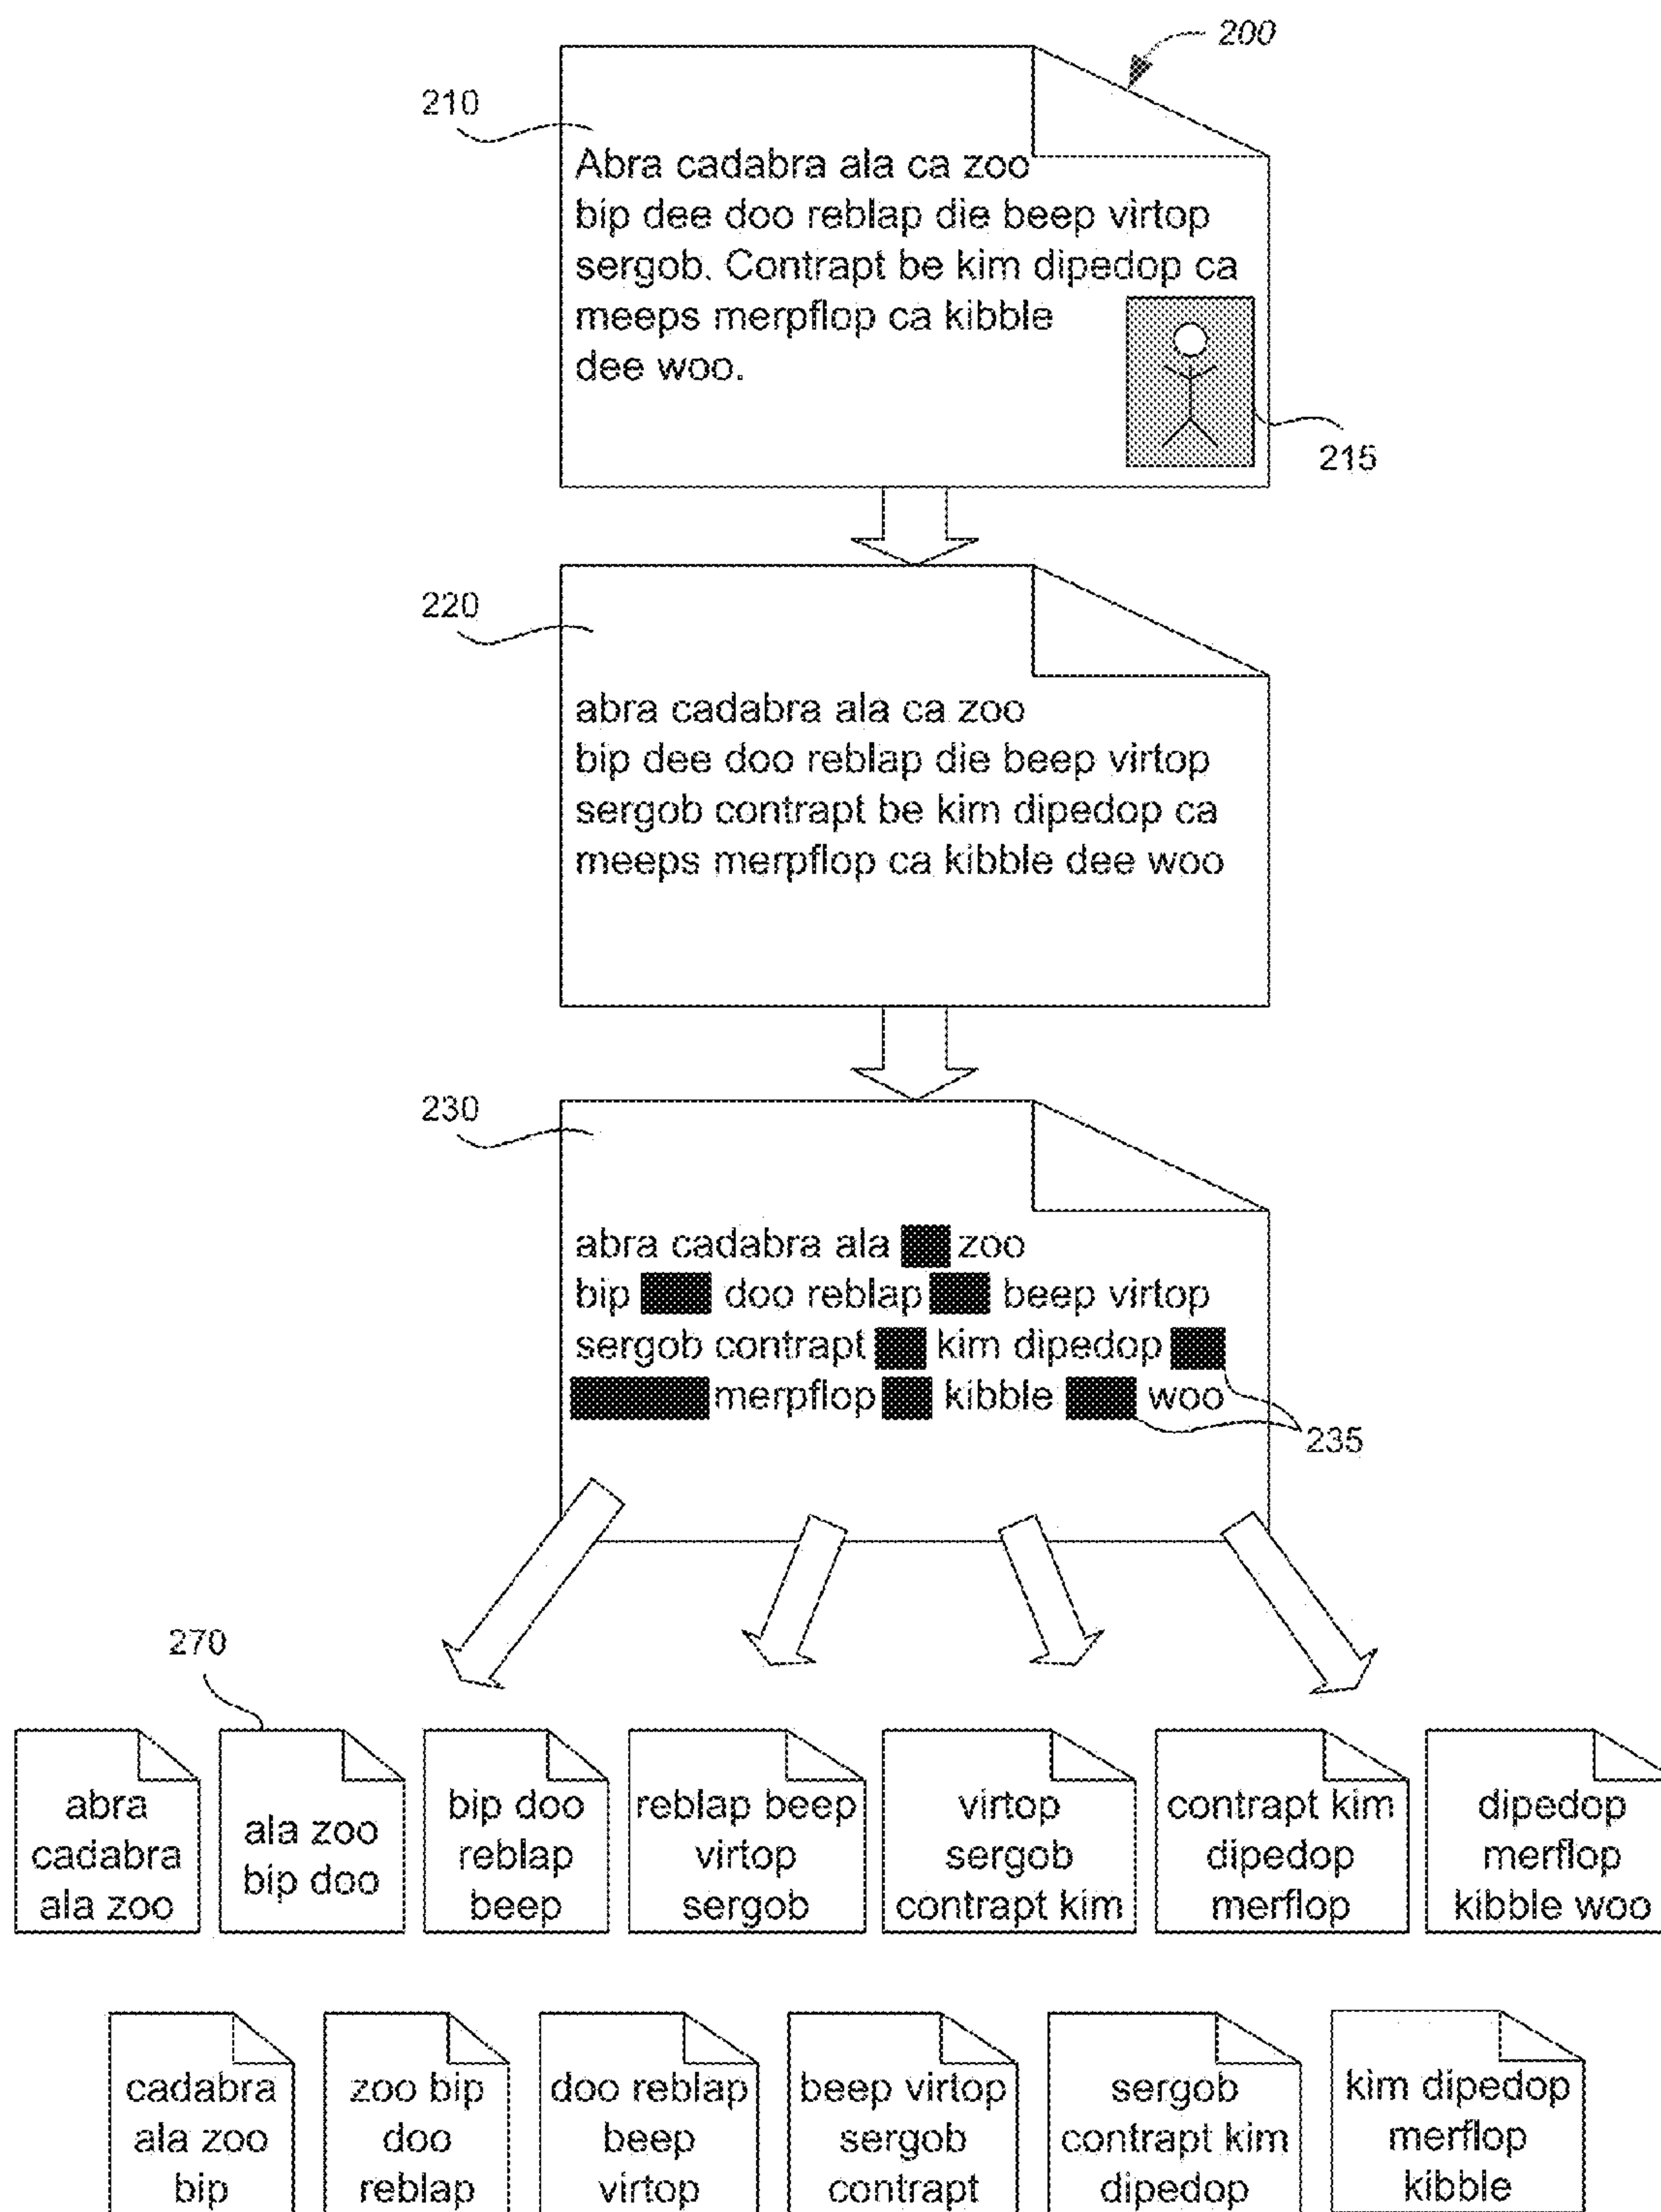 200
210
Abra cadabra ala ca zoo
bip dee doo reblap die beep virtop
sergob. Contrapt be kim dipedop ca
meeps merpflop ca kibble
dee woo.
215
220
abra cadabra ala ca zoo
bip dee doo reblap die beep virtop
sergob contrapt be kim dipedop ca
meeps merpflop ca kibble dee woo
230
abra cadabra ala zoo
bip doo reblap beep virtop
sergob contrapt kim dipedop
merpflop kibble woo
235
270
abra
cadabra
ala zoo
ala zoo
bip doo
bip doo
reblap
beep
reblap beep
virtop
sergob
virtop
sergob
contrapt kim
contrapt kim
dipedop
merflop
dipedop
merflop
kibble woo
cadabra
ala zoo
bip
zoo bip
doo
reblap
doo reblap
beep
virtop
beep virtop
sergob
contrapt
sergob
contrapt kim
dipedop
kim dipedop
merflop
kibble